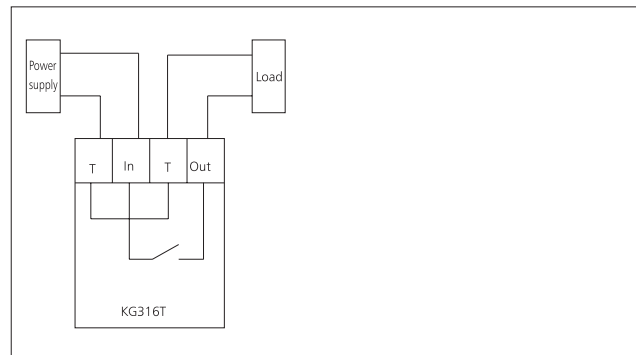 Power
supply
Load
T
In
T
Out
KG316T